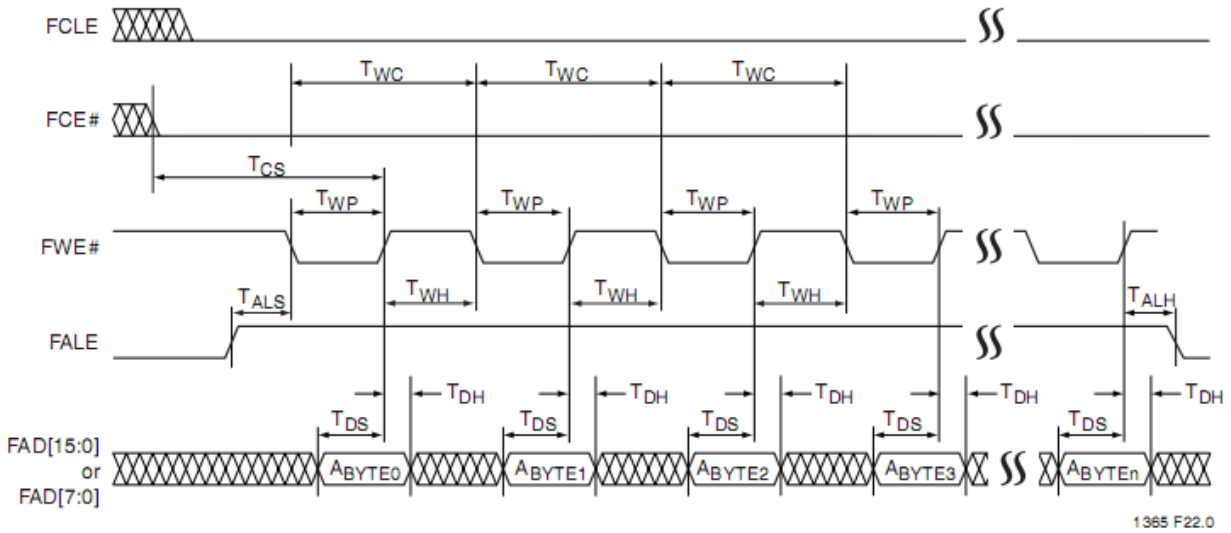 FCLE
TWC TWC TWC
FCE#
TCS
TWP TWP TWP TWP
FWE#
TWH TWH TWH
TALS TALH
FALE
TDH TDH TDH TDH TDH
TDS TDS TDS TDS TDS
FAD[15:0]
or
FAD[7:0]
ABYTE0 ABYTE1 ABYTE2 ABYTE3 ABYTEn
1365 F22.0